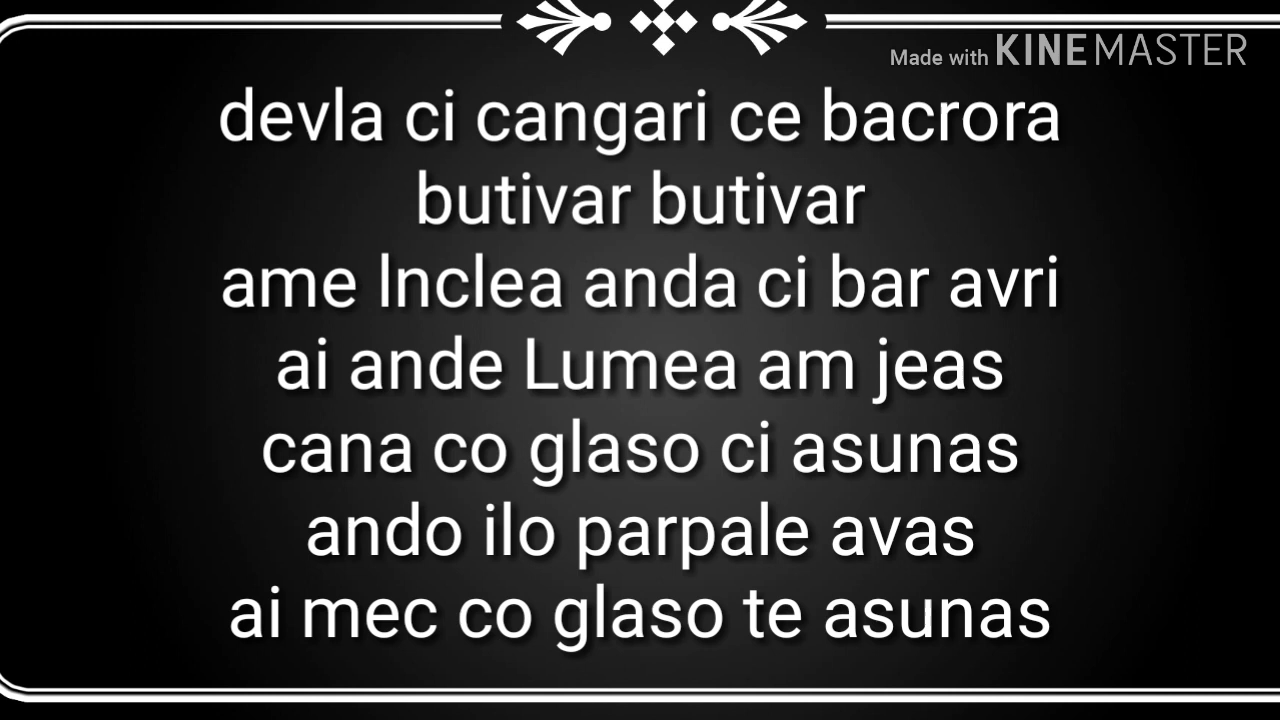 Made with KINEMASTER
devla ci cangari ce bacrora
butivar butivar
ame lnclea anda ci bar avri
ai ande Lumea am jeas
cana co glaso ci asunas
ando ilo parpale avas
ai mec co glaso te asunas